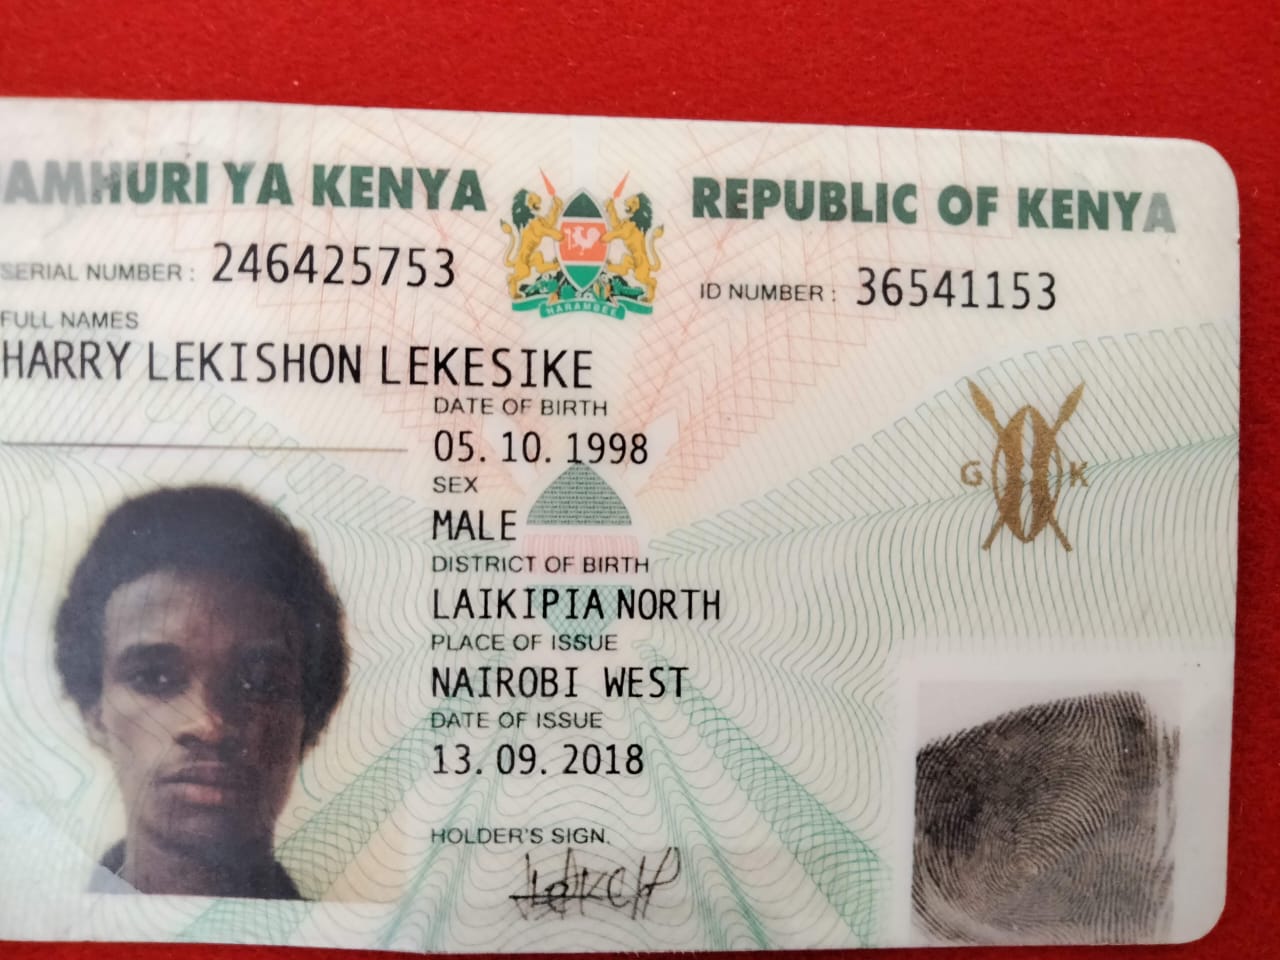 JAMHURI YA KENYA
REPUBLIC OF KENYA
HARAMBEE
SERIAL NUMBER: 246425753
ID NUMBER: 36541153
FULL NAMES
HARRY LEKISHON LEKESIKE
DATE OF BIRTH
05. 10. 1998
SEX
MALE
G K
DISTRICT OF BIRTH
LAIKIPIA NORTH
PLACE OF ISSUE
NAIROBI WEST
DATE OF ISSUE
13. 09. 2018
HOLDER'S SIGN.